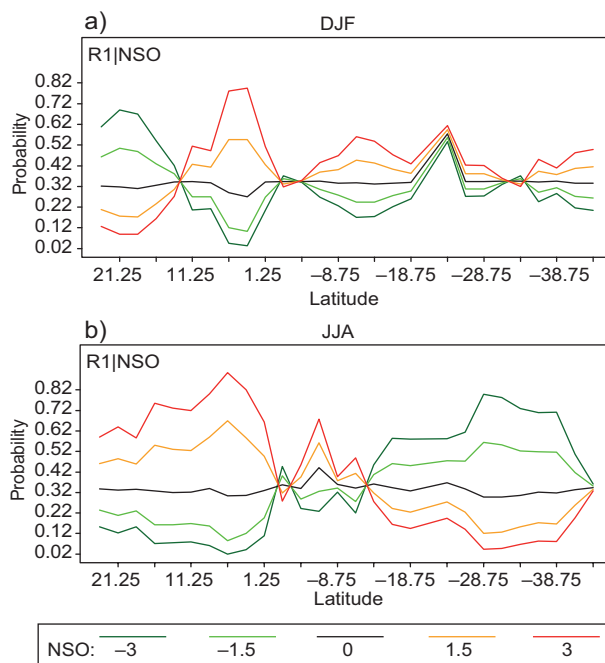 a)
DJF
R1|NSO
Probability
0.82
0.72
0.62
0.52
0.42
0.32
0.22
0.12
0.02
21.25 11.25 1.25 –8.75 –18.75 –28.75 –38.75
Latitude
b)
JJA
R1|NSO
Probability
0.82
0.72
0.62
0.52
0.42
0.32
0.22
0.12
0.02
21.25 11.25 1.25 –8.75 –18.75 –28.75 –38.75
Latitude
NSO: –3 –1.5 0 1.5 3